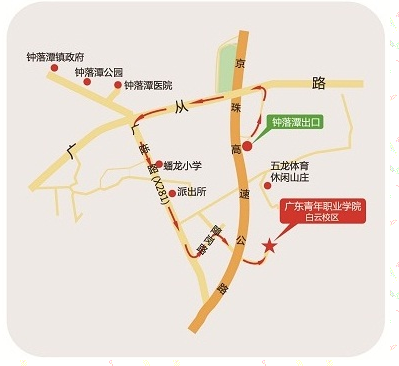 京珠高速公路
钟落潭镇政府
钟落潭公园
钟落潭医院
广从路
钟落潭出口
蟠龙小学
(X281)
派出所
五龙体育
休闲山庄
广东青年职业学院
白云校区